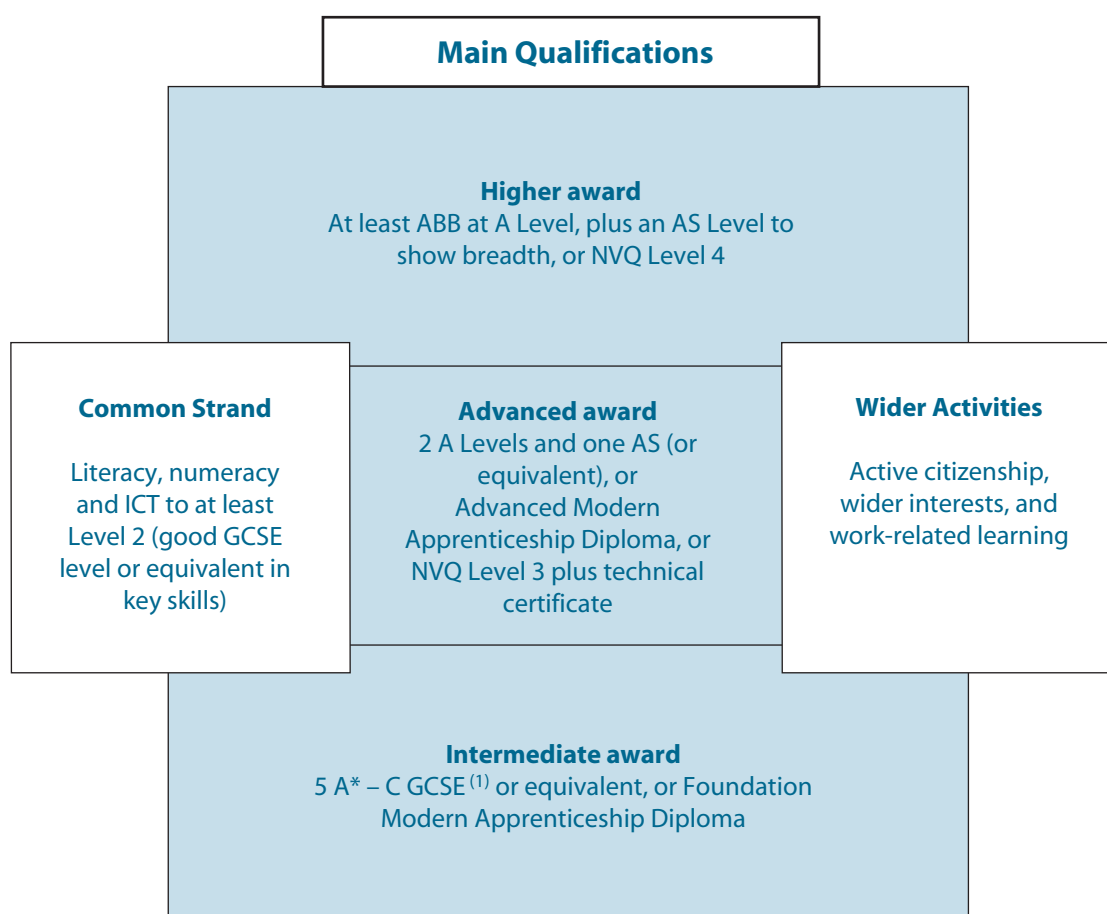 Main Qualifications
Higher award
At least ABB at A Level, plus an AS Level to
show breadth, or NVQ Level 4
Common Strand
Literacy, numeracy
and ICT to at least
Level 2 (good GCSE
level or equivalent in
key skills)
Advanced award
2 A Levels and one AS (or
equivalent), or
Advanced Modern
Apprenticeship Diploma, or
NVQ Level 3 plus technical
certificate
Wider Activities
Active citizenship,
wider interests, and
work-related learning
Intermediate award
5 A* – C GCSE (1) or equivalent, or Foundation
Modern Apprenticeship Diploma